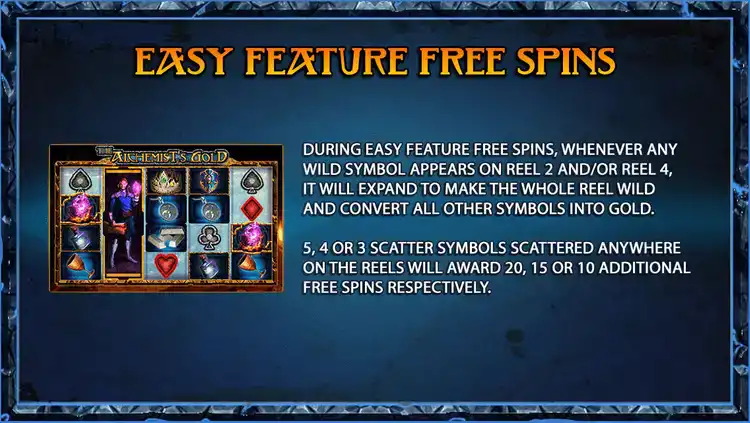 EASY FEATURE FREE SPINS
THE ALCHEMIST'S GOLD
DURING EASY FEATURE FREE SPINS, WHENEVER ANY
WILD SYMBOL APPEARS ON REEL 2 AND/OR REEL 4,
IT WILL EXPAND TO MAKE THE WHOLE REEL WILD
AND CONVERT ALL OTHER SYMBOLS INTO GOLD.
5, 4 OR 3 SCATTER SYMBOLS SCATTERED ANYWHERE
ON THE REELS WILL AWARD 20, 15 OR 10 ADDITIONAL
FREE SPINS RESPECTIVELY.